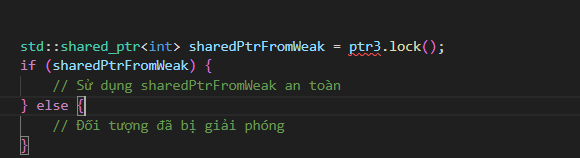 std::shared_ptr<int> sharedPtrFromWeak = ptr3.lock();
if (sharedPtrFromWeak) {
// Sử dụng sharedPtrFromWeak an toàn
} else {
// Đối tượng đã bị giải phóng
}